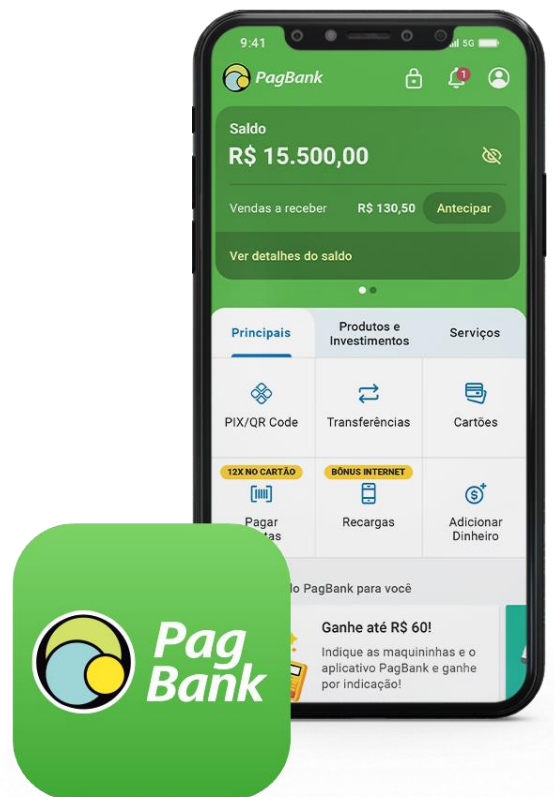 9:41
5G
PagBank
1
Saldo
R$ 15.500,00
Vendas a receber R$ 130,50 Antecipar
Ver detalhes do saldo
Principais
Produtos e
Investimentos
Serviços
PIX/QR Code
Transferências
Cartões
12X NO CARTÃO
BÔNUS INTERNET
Pagar
Recargas
Adicionar
Dinheiro
PagBank para você
Ganhe até R$ 60!
Indique as maquininhas e o
aplicativo PagBank e ganhe
por indicação!
Pag
Bank